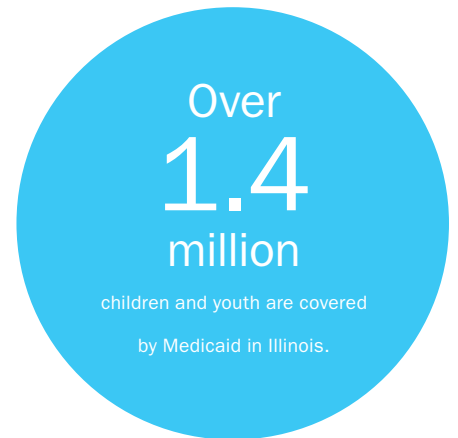 Over
1.4
million
children and youth are covered
by Medicaid in Illinois.